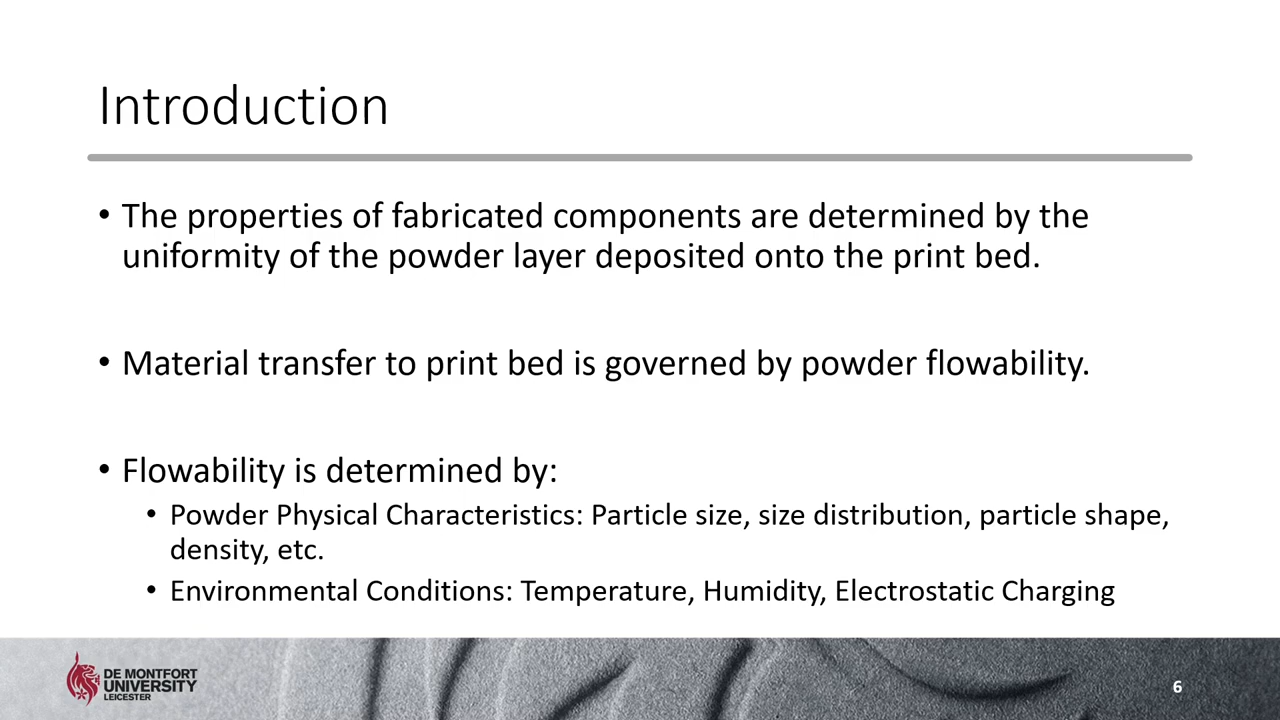 Introduction
• The properties of fabricated components are determined by the
uniformity of the powder layer deposited onto the print bed.
• Material transfer to print bed is governed by powder flowability.
• Flowability is determined by:
• Powder Physical Characteristics: Particle size, size distribution, particle shape,
density, etc.
• Environmental Conditions: Temperature, Humidity, Electrostatic Charging
DE MONTFORT
UNIVERSITY
LEICESTER
6